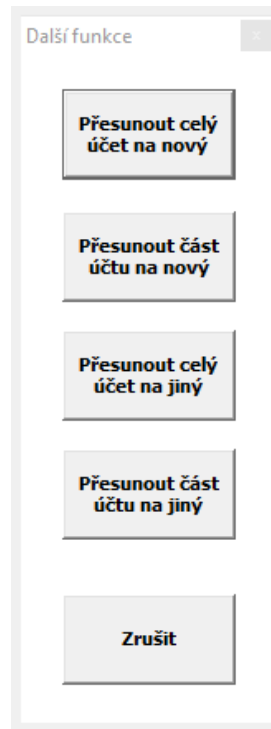 Další funkce
x
Přesunout celý
účet na nový
Přesunout část
účtu na nový
Přesunout celý
účet na jiný
Přesunout část
účtu na jiný
Zrušit